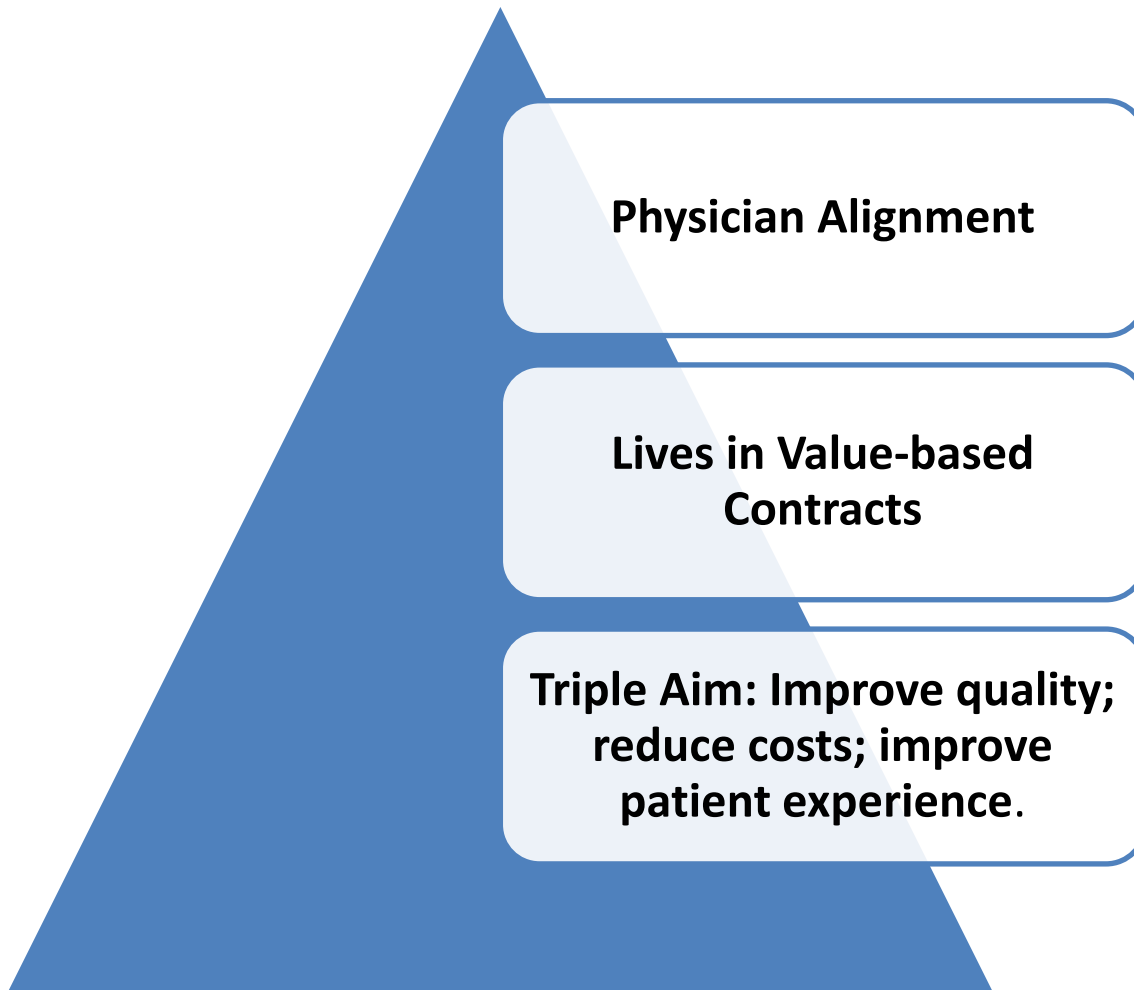 Physician Alignment
Lives in Value-based
Contracts
Triple Aim: Improve quality;
reduce costs; improve
patient experience.